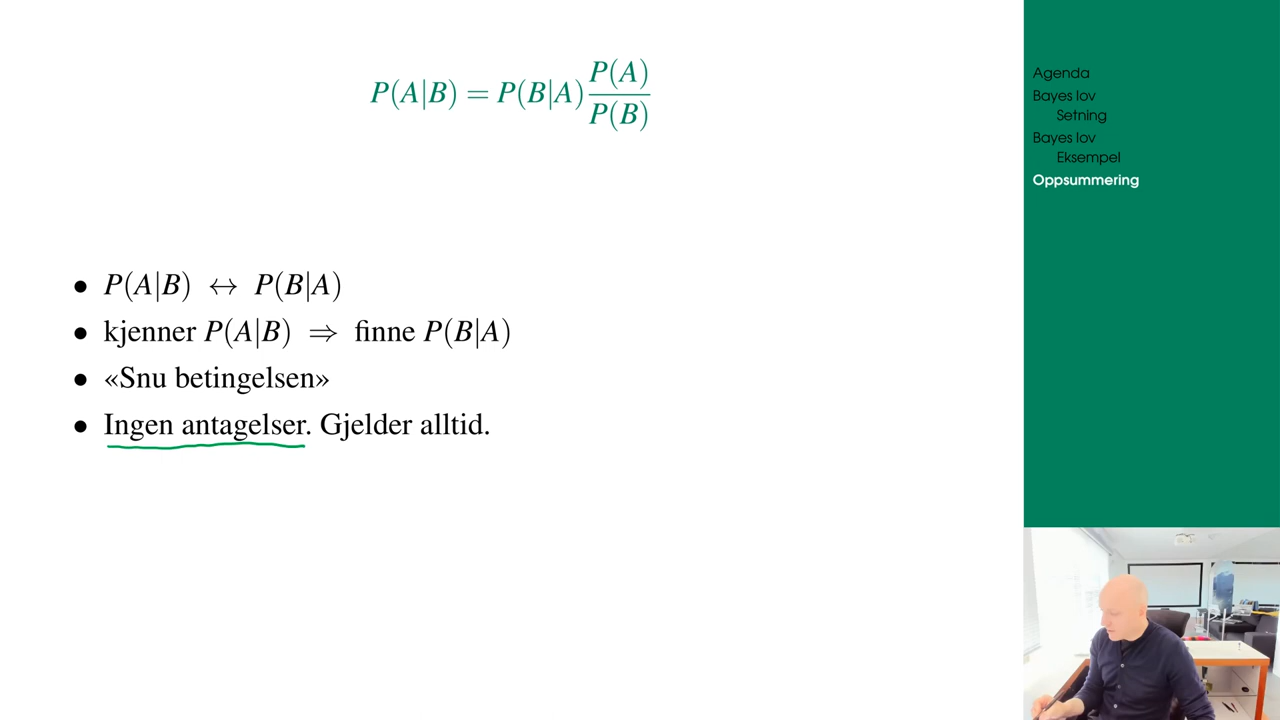 P(A|B) = P(B|A) P(A)/P(B)
• P(A|B) ↔ P(B|A)
• kjenner P(A|B) ⇒ finne P(B|A)
• «Snu betingelsen»
• Ingen antagelser. Gjelder alltid.
Agenda
Bayes lov
Setning
Bayes lov
Eksempel
Oppsummering